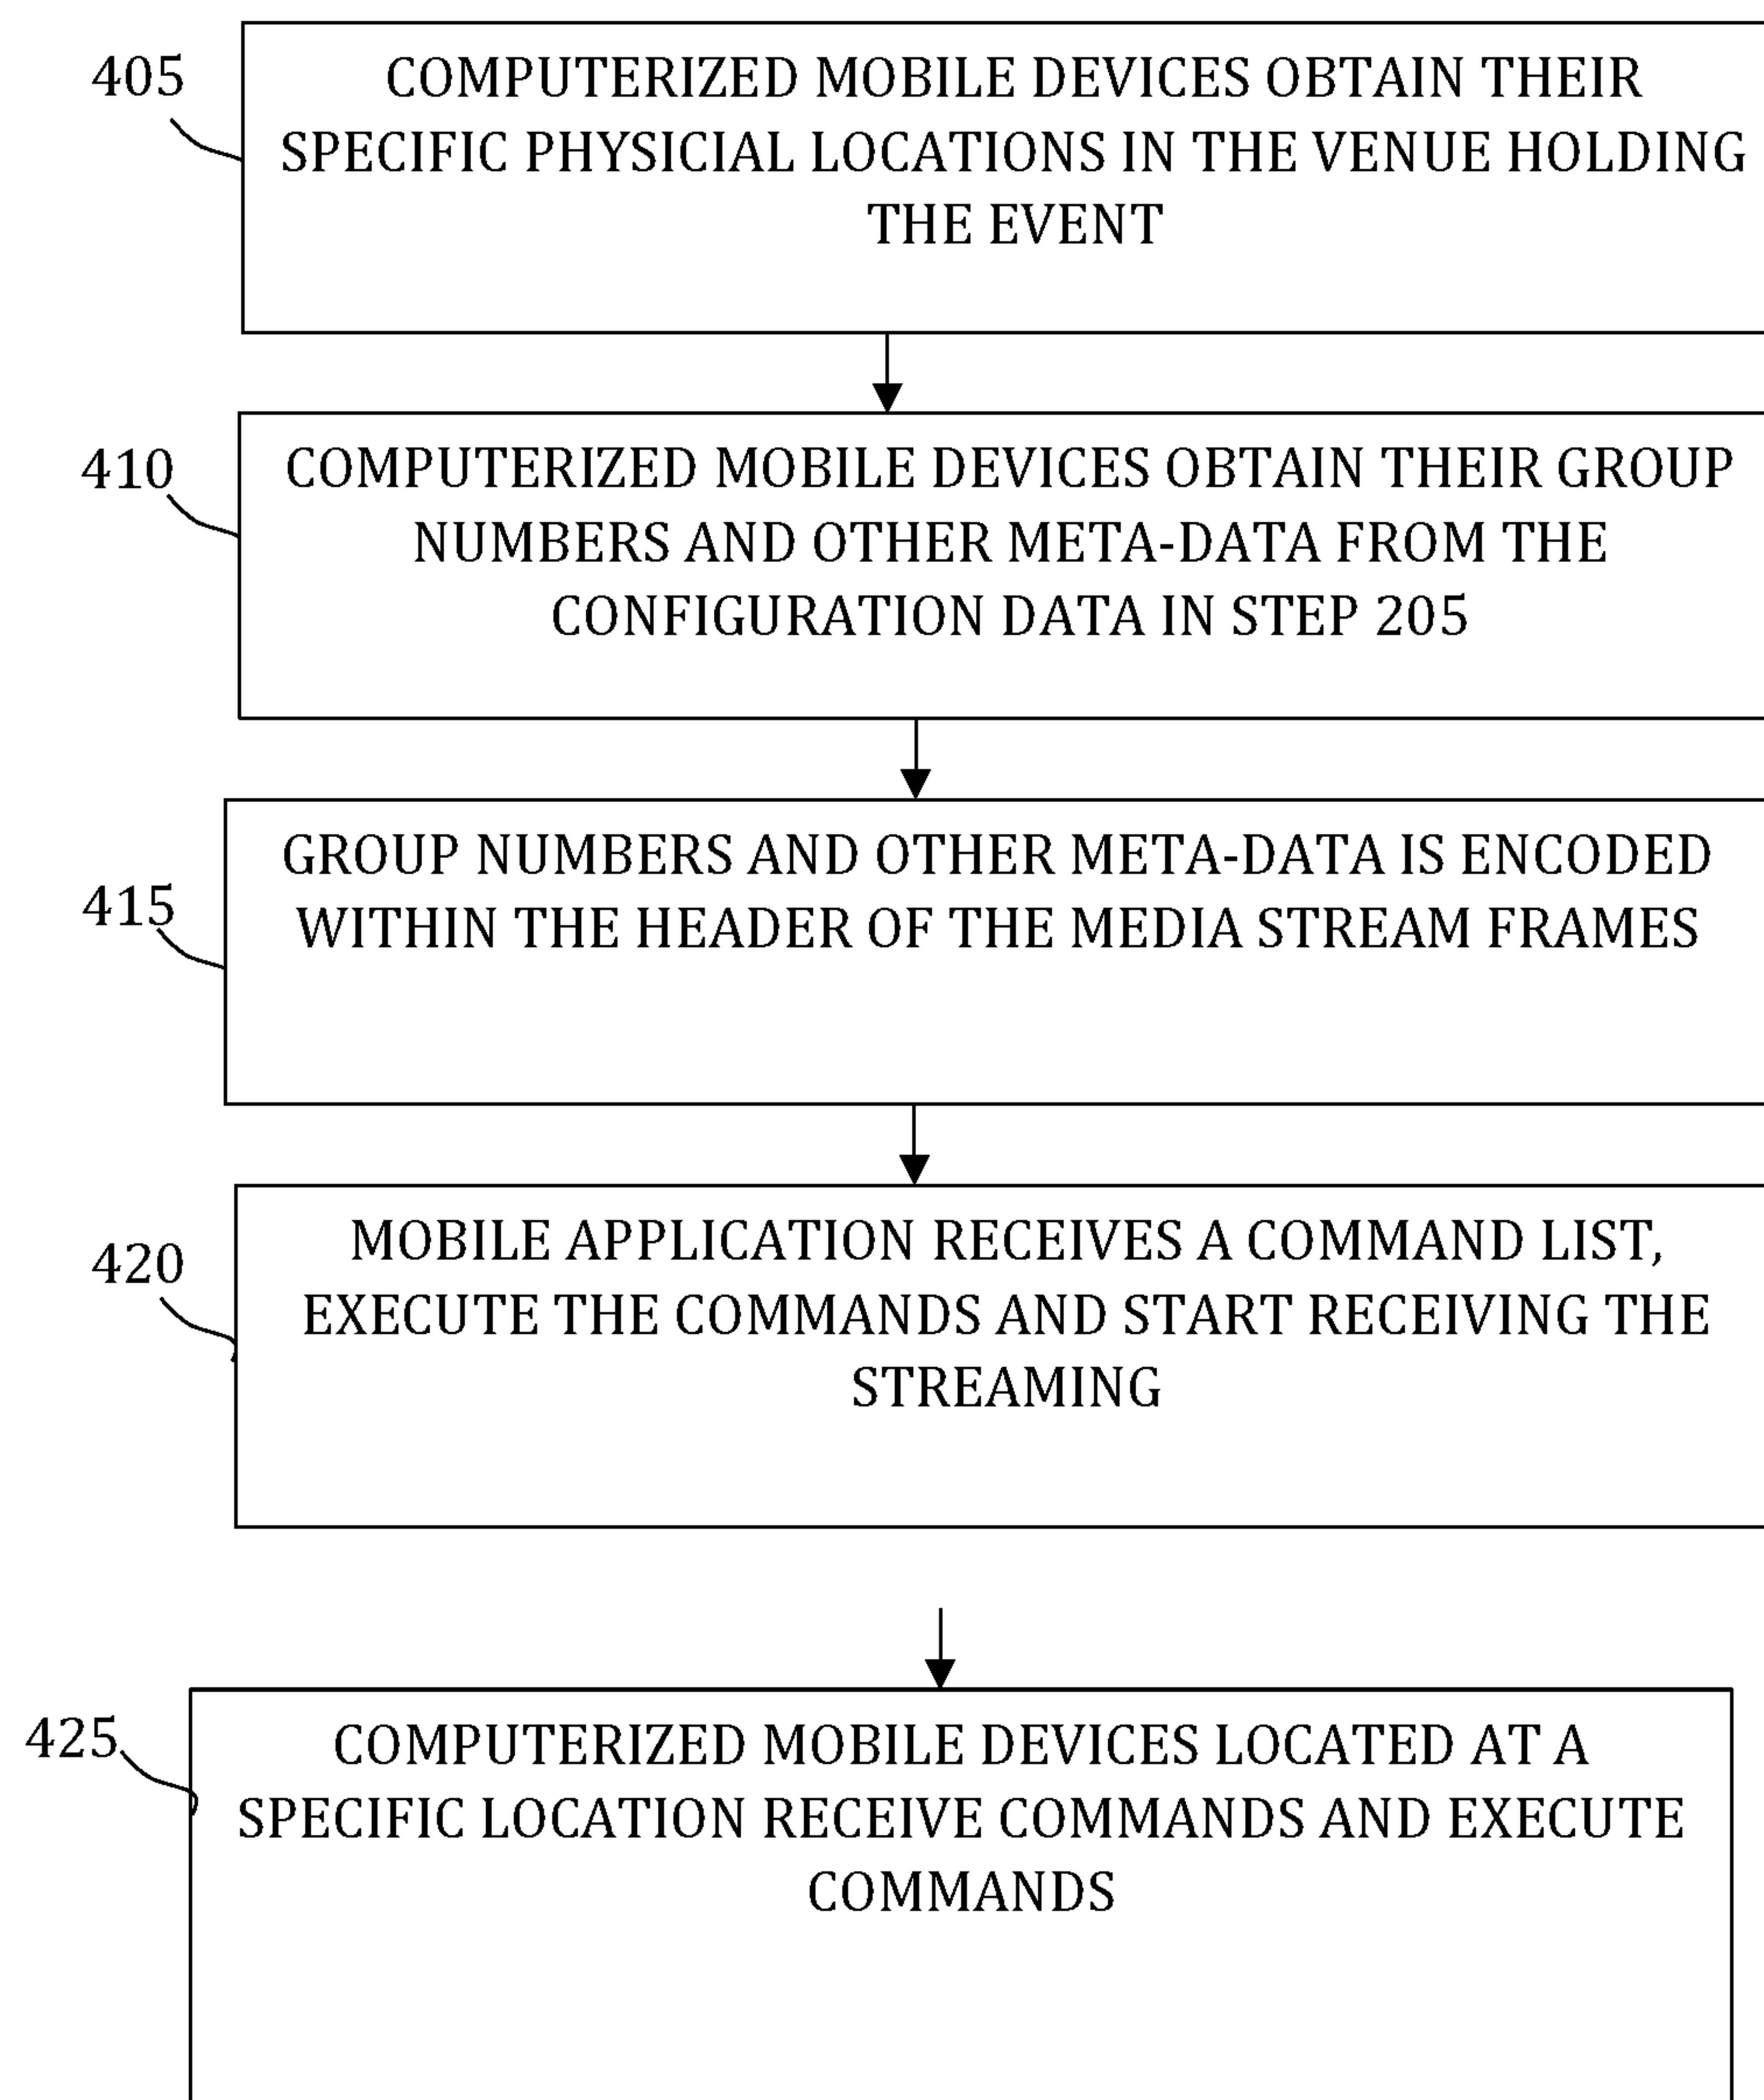 405
COMPUTERIZED MOBILE DEVICES OBTAIN THEIR
SPECIFIC PHYSICIAL LOCATIONS IN THE VENUE HOLDING
THE EVENT
410
COMPUTERIZED MOBILE DEVICES OBTAIN THEIR GROUP
NUMBERS AND OTHER META-DATA FROM THE
CONFIGURATION DATA IN STEP 205
415
GROUP NUMBERS AND OTHER META-DATA IS ENCODED
WITHIN THE HEADER OF THE MEDIA STREAM FRAMES
420
MOBILE APPLICATION RECEIVES A COMMAND LIST,
EXECUTE THE COMMANDS AND START RECEIVING THE
STREAMING
425
COMPUTERIZED MOBILE DEVICES LOCATED AT A
SPECIFIC LOCATION RECEIVE COMMANDS AND EXECUTE
COMMANDS